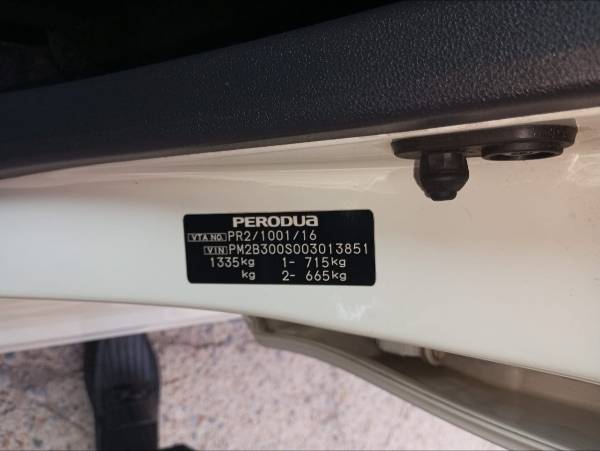 PERODUA
VTA NO. PR2/1001/16
VIN PM2B300S003013851
1335kg 1- 715kg
kg 2- 665kg